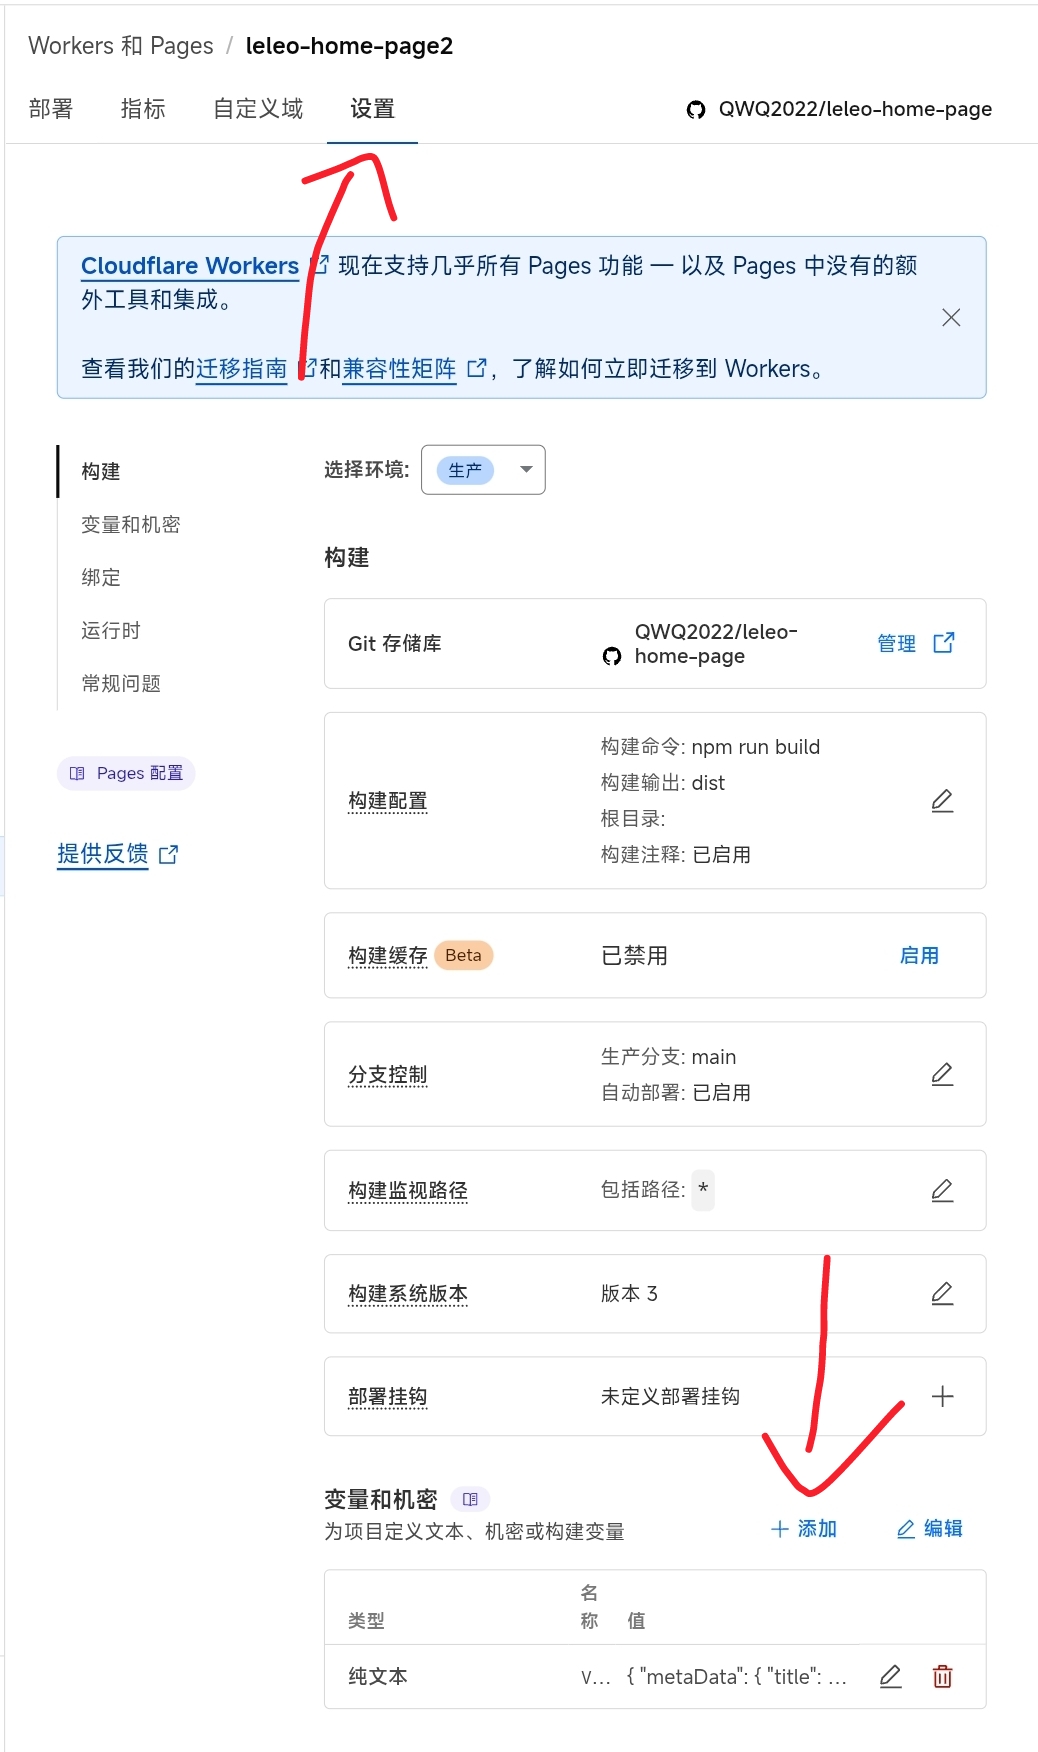 Workers 和 Pages / leleo-home-page2
部署 指标 自定义域 设置 QWQ2022/leleo-home-page
Cloudflare Workers 现在支持几乎所有 Pages 功能 — 以及 Pages 中没有的额
外工具和集成。
查看我们的迁移指南 和兼容性矩阵 ，了解如何立即迁移到 Workers。
构建
变量和机密
绑定
运行时
常规问题
Pages 配置
提供反馈
选择环境: 生产
构建
Git 存储库
QWQ2022/leleo-
home-page
管理
构建配置
构建命令: npm run build
构建输出: dist
根目录:
构建注释: 已启用
构建缓存 Beta 已禁用 启用
分支控制
生产分支: main
自动部署: 已启用
构建监视路径 包括路径: *
构建系统版本 版本 3
部署挂钩 未定义部署挂钩
变量和机密
为项目定义文本、机密或构建变量
添加 编辑
类型 名
称 值
纯文本 V... { "metaData": { "title": ...